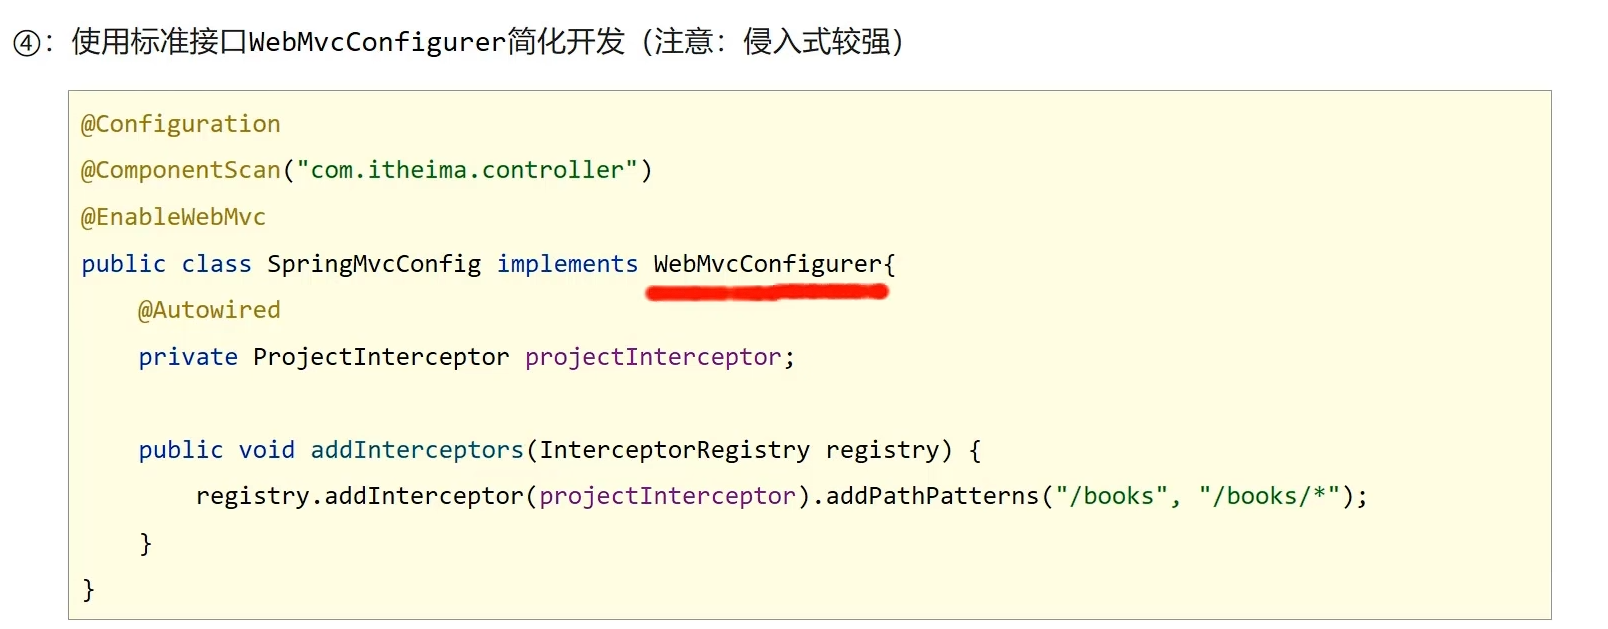 ④：使用标准接口WebMvcConfigurer简化开发（注意：侵入式较强）
@Configuration
@ComponentScan("com.itheima.controller")
@EnableWebMvc
public class SpringMvcConfig implements WebMvcConfigurer{
    @Autowired
    private ProjectInterceptor projectInterceptor;
    public void addInterceptors(InterceptorRegistry registry) {
        registry.addInterceptor(projectInterceptor).addPathPatterns("/books", "/books/*");
    }
}